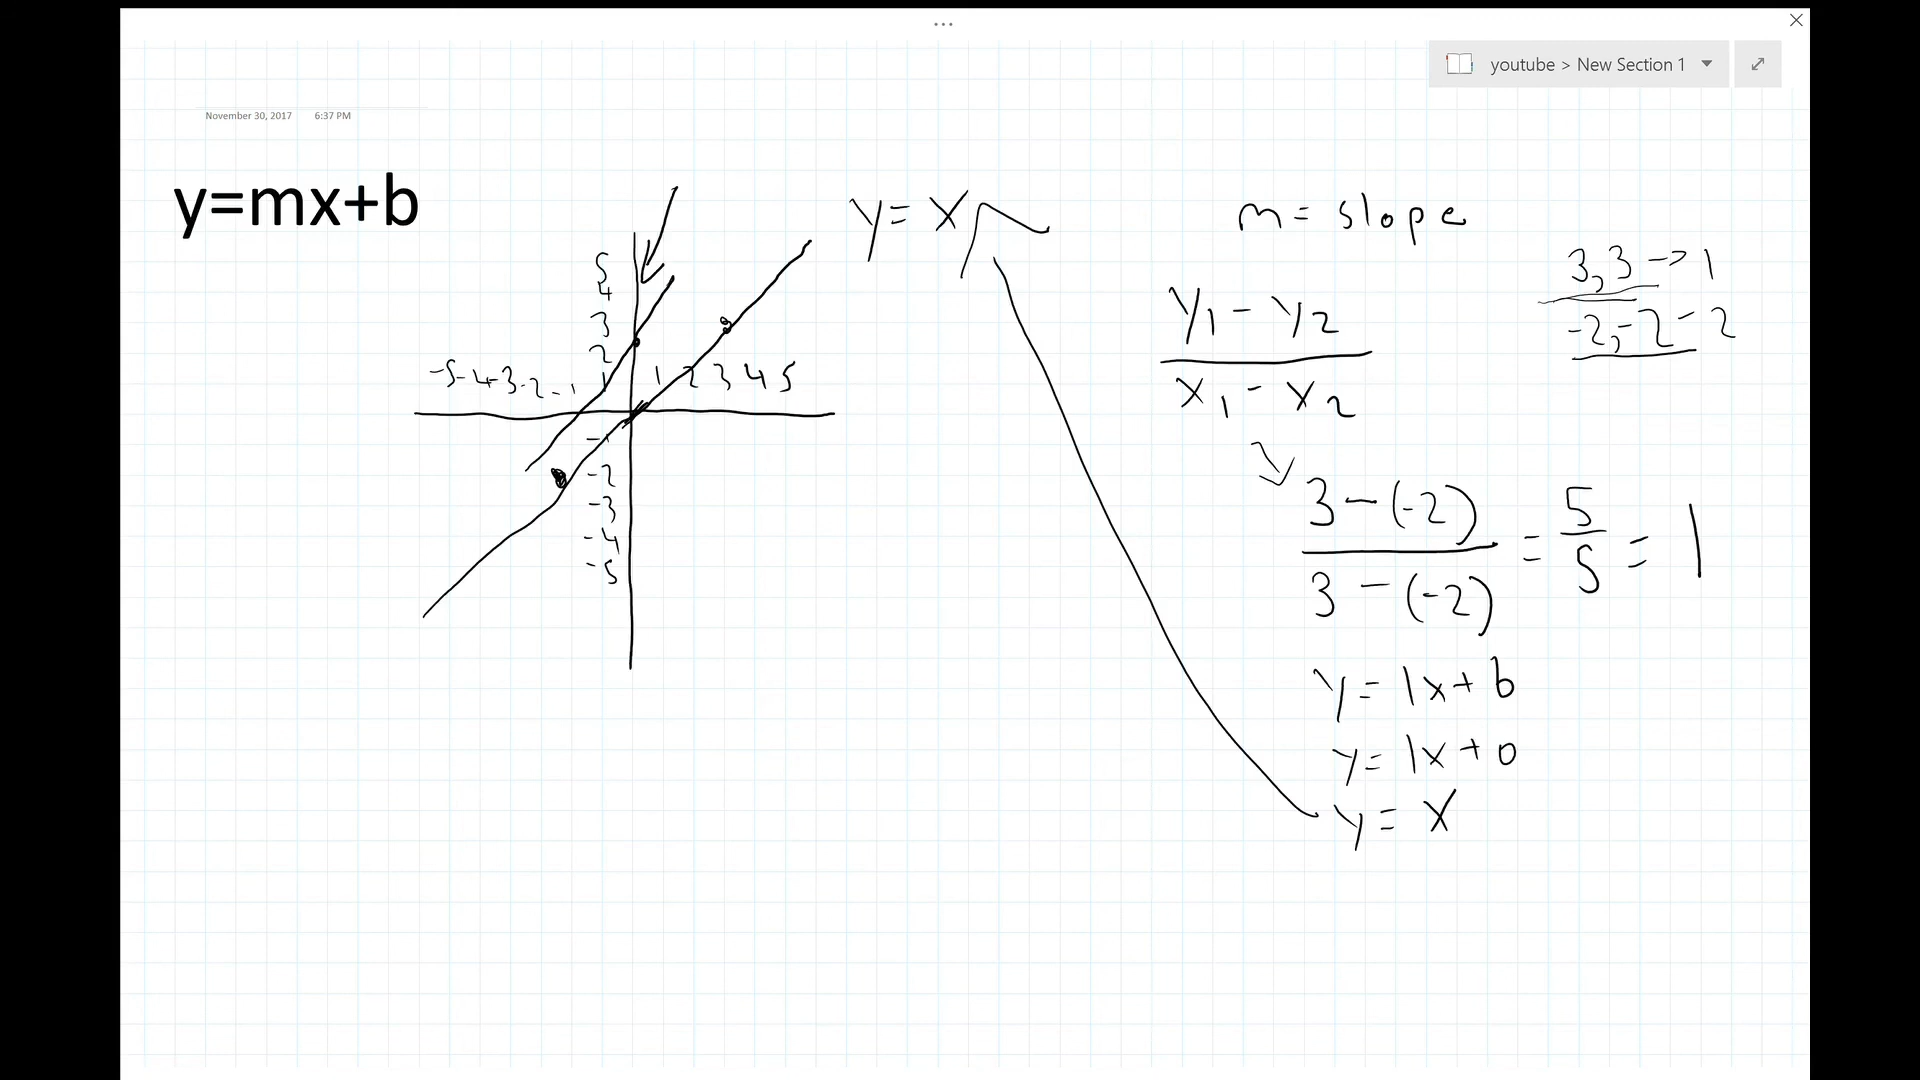 youtube > New Section 1
November 30, 2017 6:37 PM
y=mx+b
5
4
3
2
1
-5 -4 -3 -2 -1 1 2 3 4 5
-1
-2
-3
-4
-5
y = x
m = slope
3,3 -> 1
-2,-2 - 2
y1 - y2
x1 - x2
3 - (-2)
3 - (-2)
= 5
5
= 1
y = 1x + b
y = 1x + 0
y = x